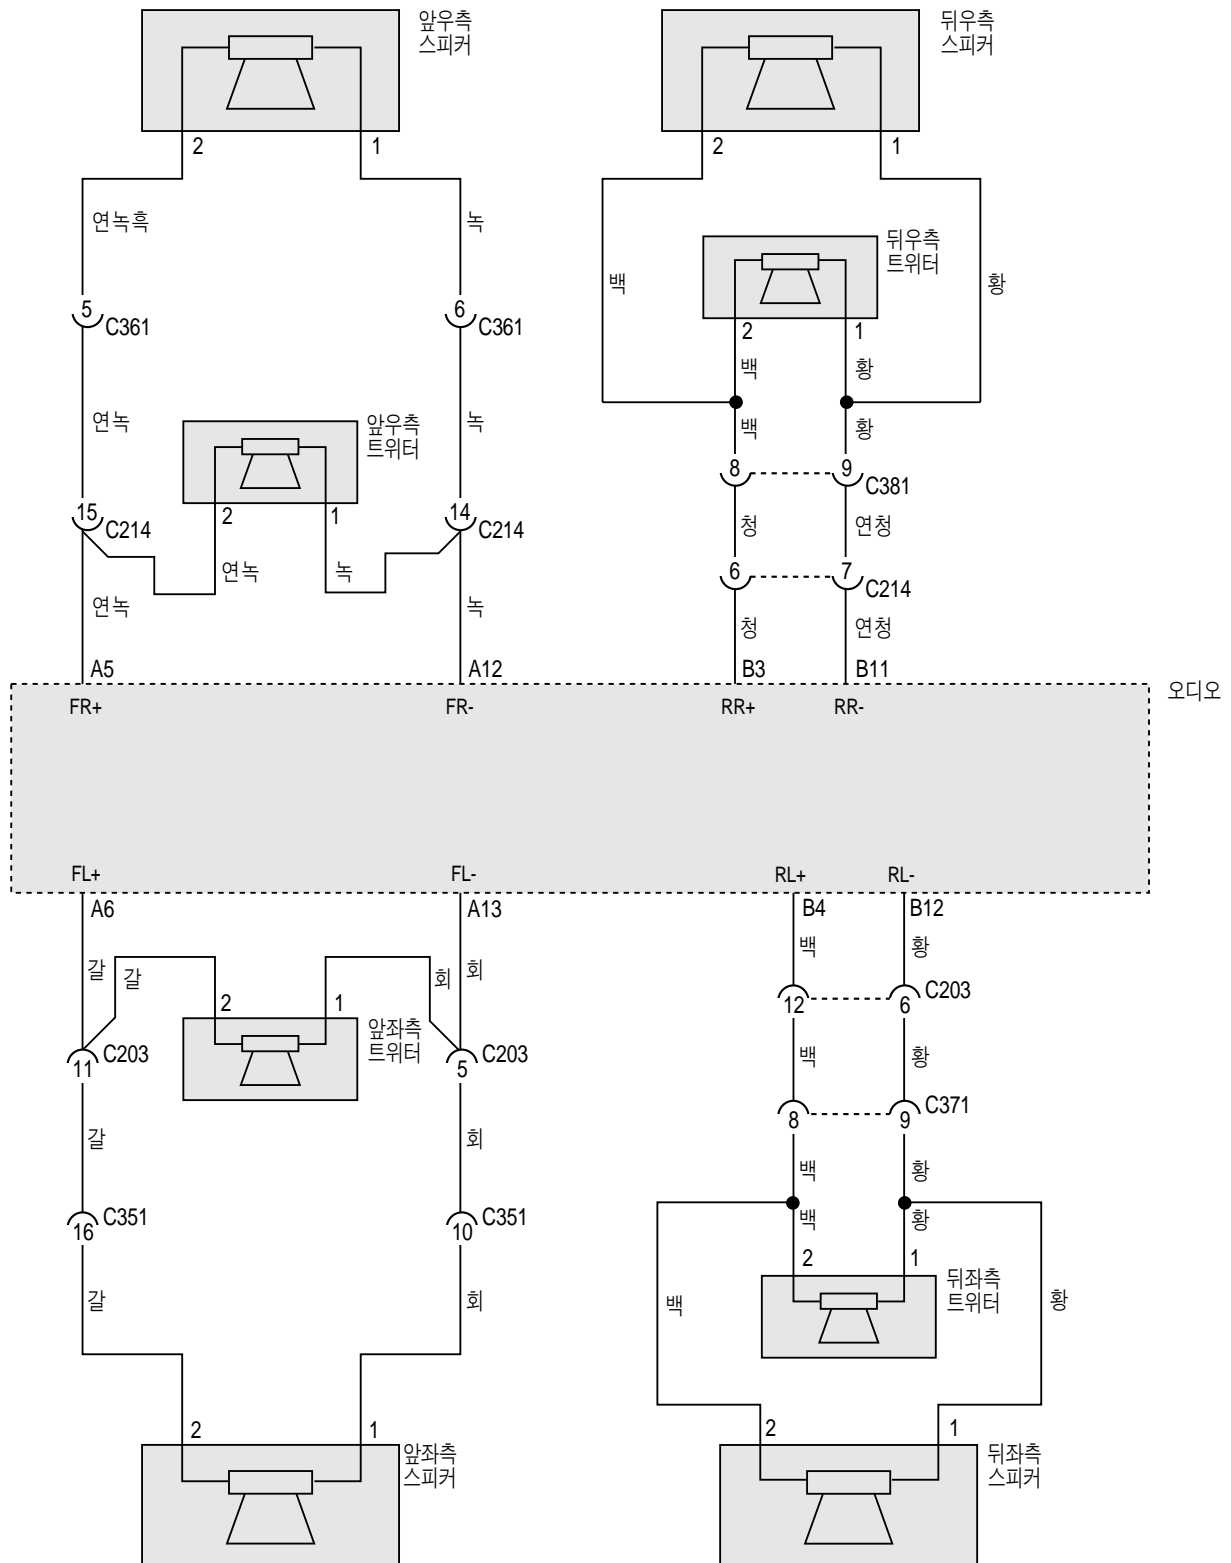 앞우측
스피커
뒤우측
스피커
2
1
2
1
연녹흑
녹
뒤우측
트위터
백
황
5
C361
6
C361
2
1
백
황
연녹
녹
앞우측
트위터
백
황
8
9
C381
15
C214
2
1
14
C214
청
연청
연녹
녹
6
7
C214
연녹
녹
청
연청
A5
A12
B3
B11
오디오
FR+
FR-
RR+
RR-
FL+
FL-
RL+
RL-
A6
A13
B4
B12
갈
갈
회
회
백
황
2
1
12
6
C203
앞좌측
트위터
C203
11
C203
5
백
황
8
9
C371
갈
회
백
황
C351
16
C351
10
백
황
2
1
뒤좌측
트위터
갈
회
백
황
2
1
2
1
앞좌측
스피커
뒤좌측
스피커